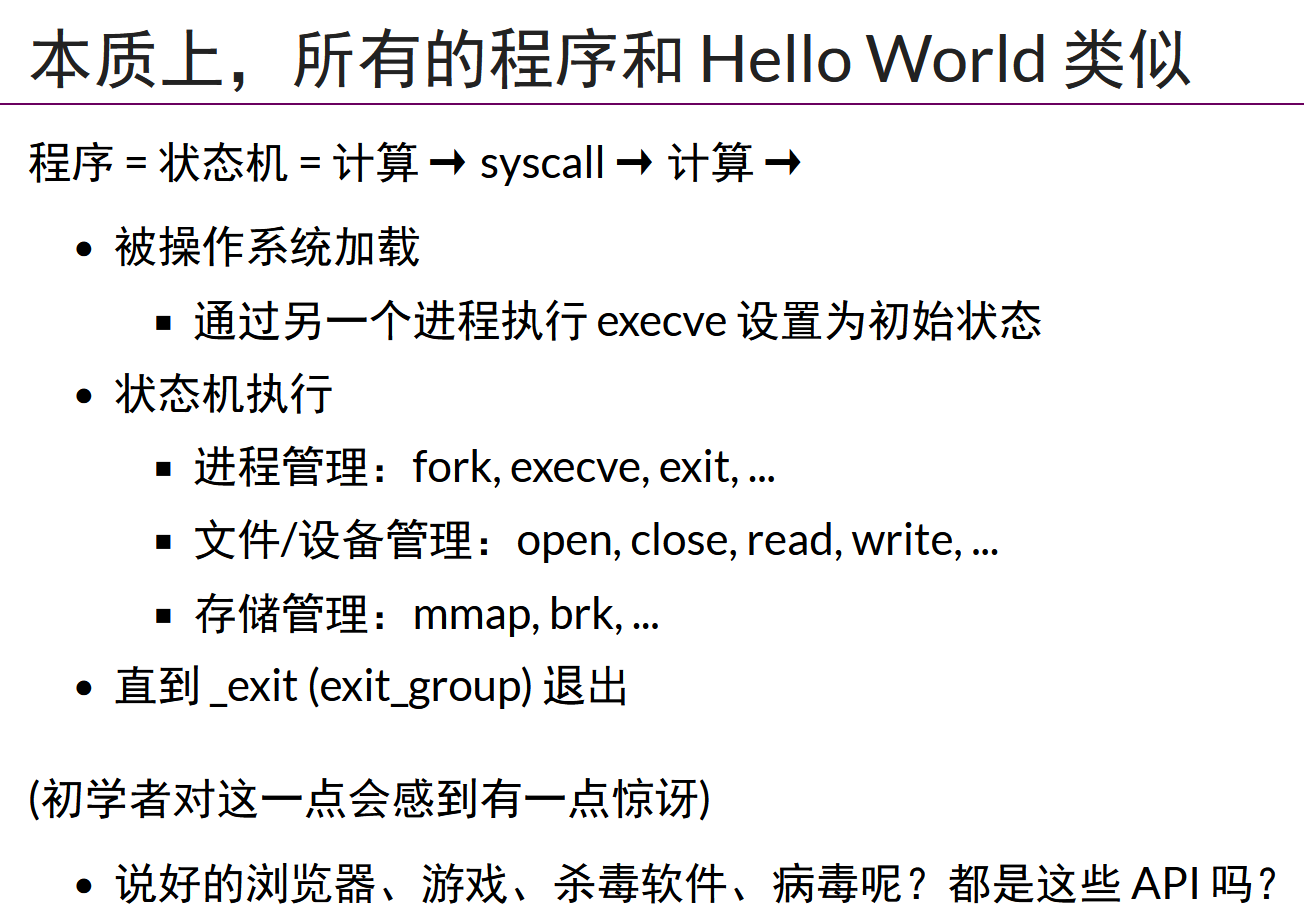 本质上，所有的程序和 Hello World 类似
程序 = 状态机 = 计算 → syscall → 计算 →
• 被操作系统加载
▪ 通过另一个进程执行 execve 设置为初始状态
• 状态机执行
▪ 进程管理：fork, execve, exit, ...
▪ 文件/设备管理：open, close, read, write, ...
▪ 存储管理：mmap, brk, ...
• 直到 _exit (exit_group) 退出
(初学者对这一点会感到有一点惊讶)
• 说好的浏览器、游戏、杀毒软件、病毒呢？都是这些 API 吗？